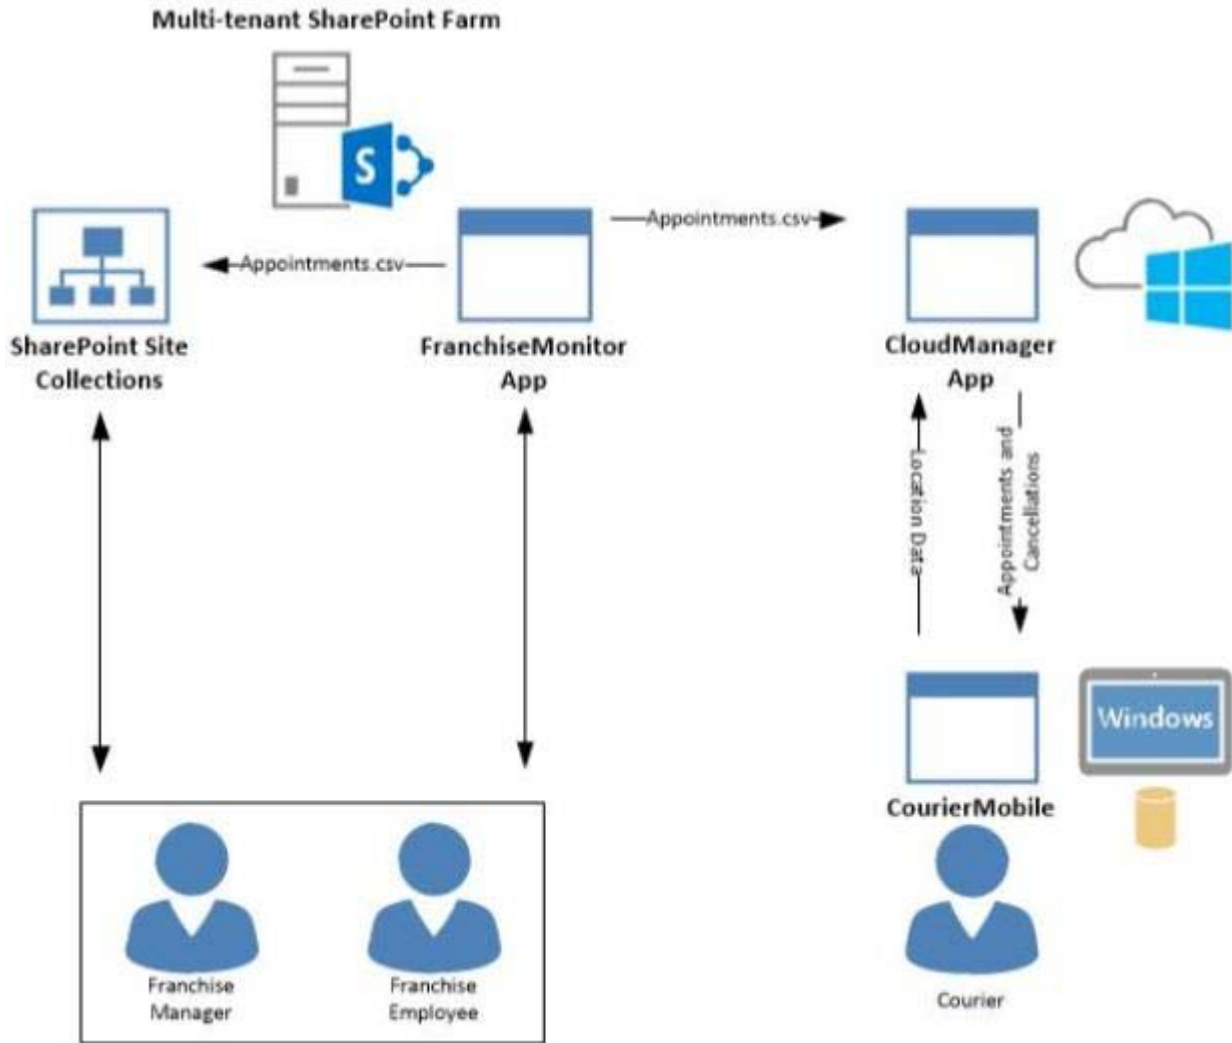 Multi-tenant SharePoint Farm
S
Appointments.csv
Appointments.csv
SharePoint Site
Collections
FranchiseMonitor
App
CloudManager
App
Location Data
Appointments and
Cancellations
Windows
CourierMobile
Franchise
Manager
Franchise
Employee
Courier